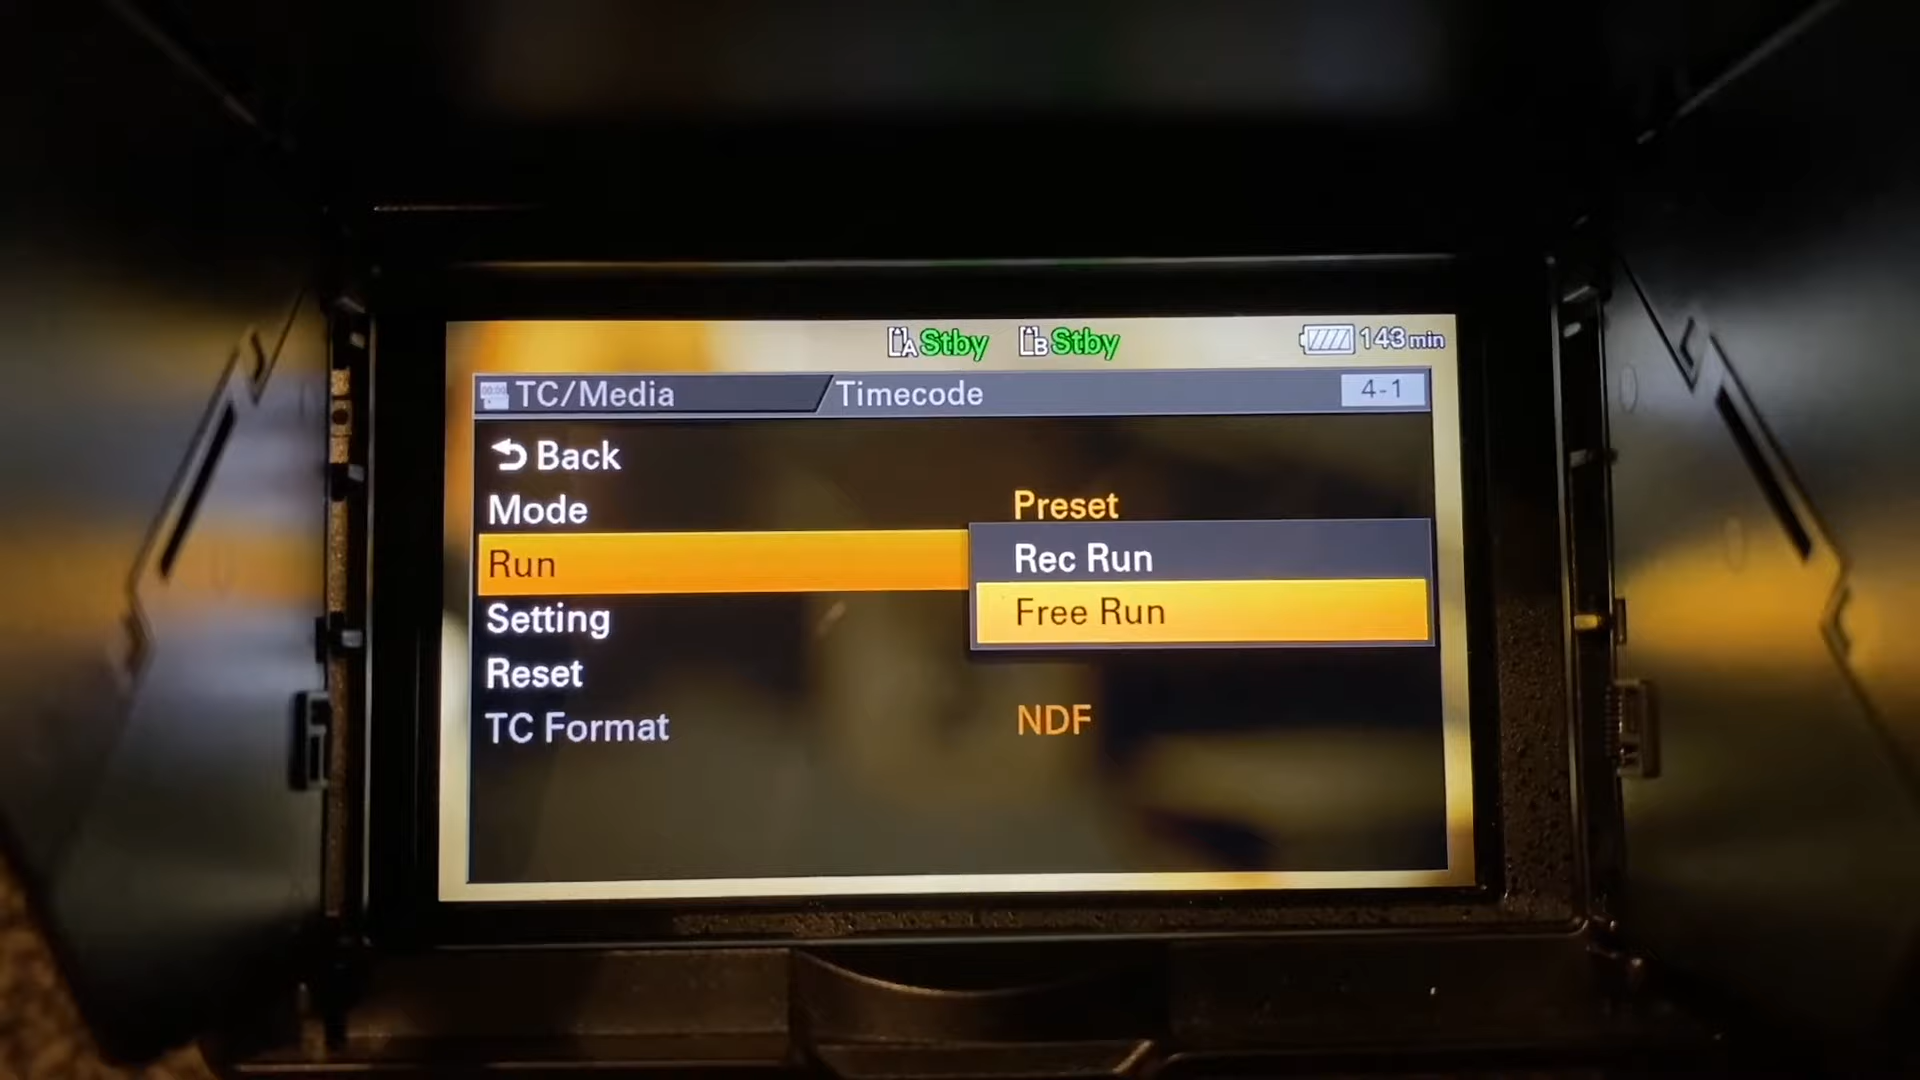 A Stby B Stby 143 min
TC/Media Timecode 4-1
Back
Mode Preset
Run Rec Run
Free Run
Setting
Reset
TC Format NDF